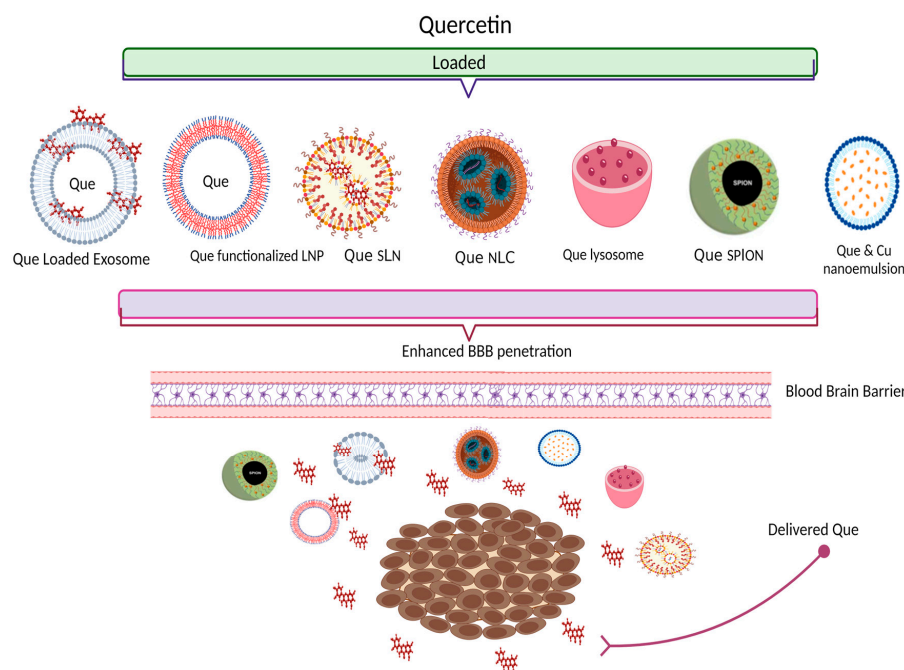 Quercetin
Loaded
Que
Que
SPION
Que Loaded Exosome
Que functionalized LNP
Que SLN
Que NLC
Que lysosome
Que SPION
Que & Cu
nanoemulsion
Enhanced BBB penetration
Blood Brain Barrier
SPION
Delivered Que